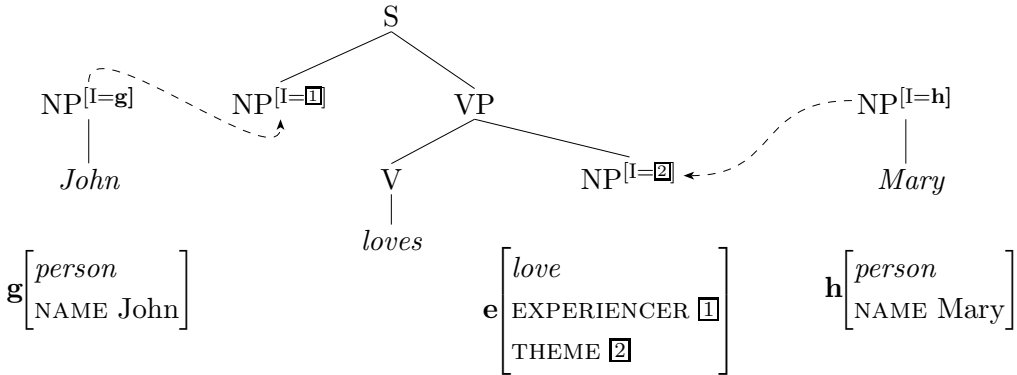 S
NP[I=g] NP[I=1] VP NP[I=h]
John V NP[I=2] Mary
loves
g[person e[love h[person
NAME John] EXPERIENCER 1 NAME Mary]
THEME 2]